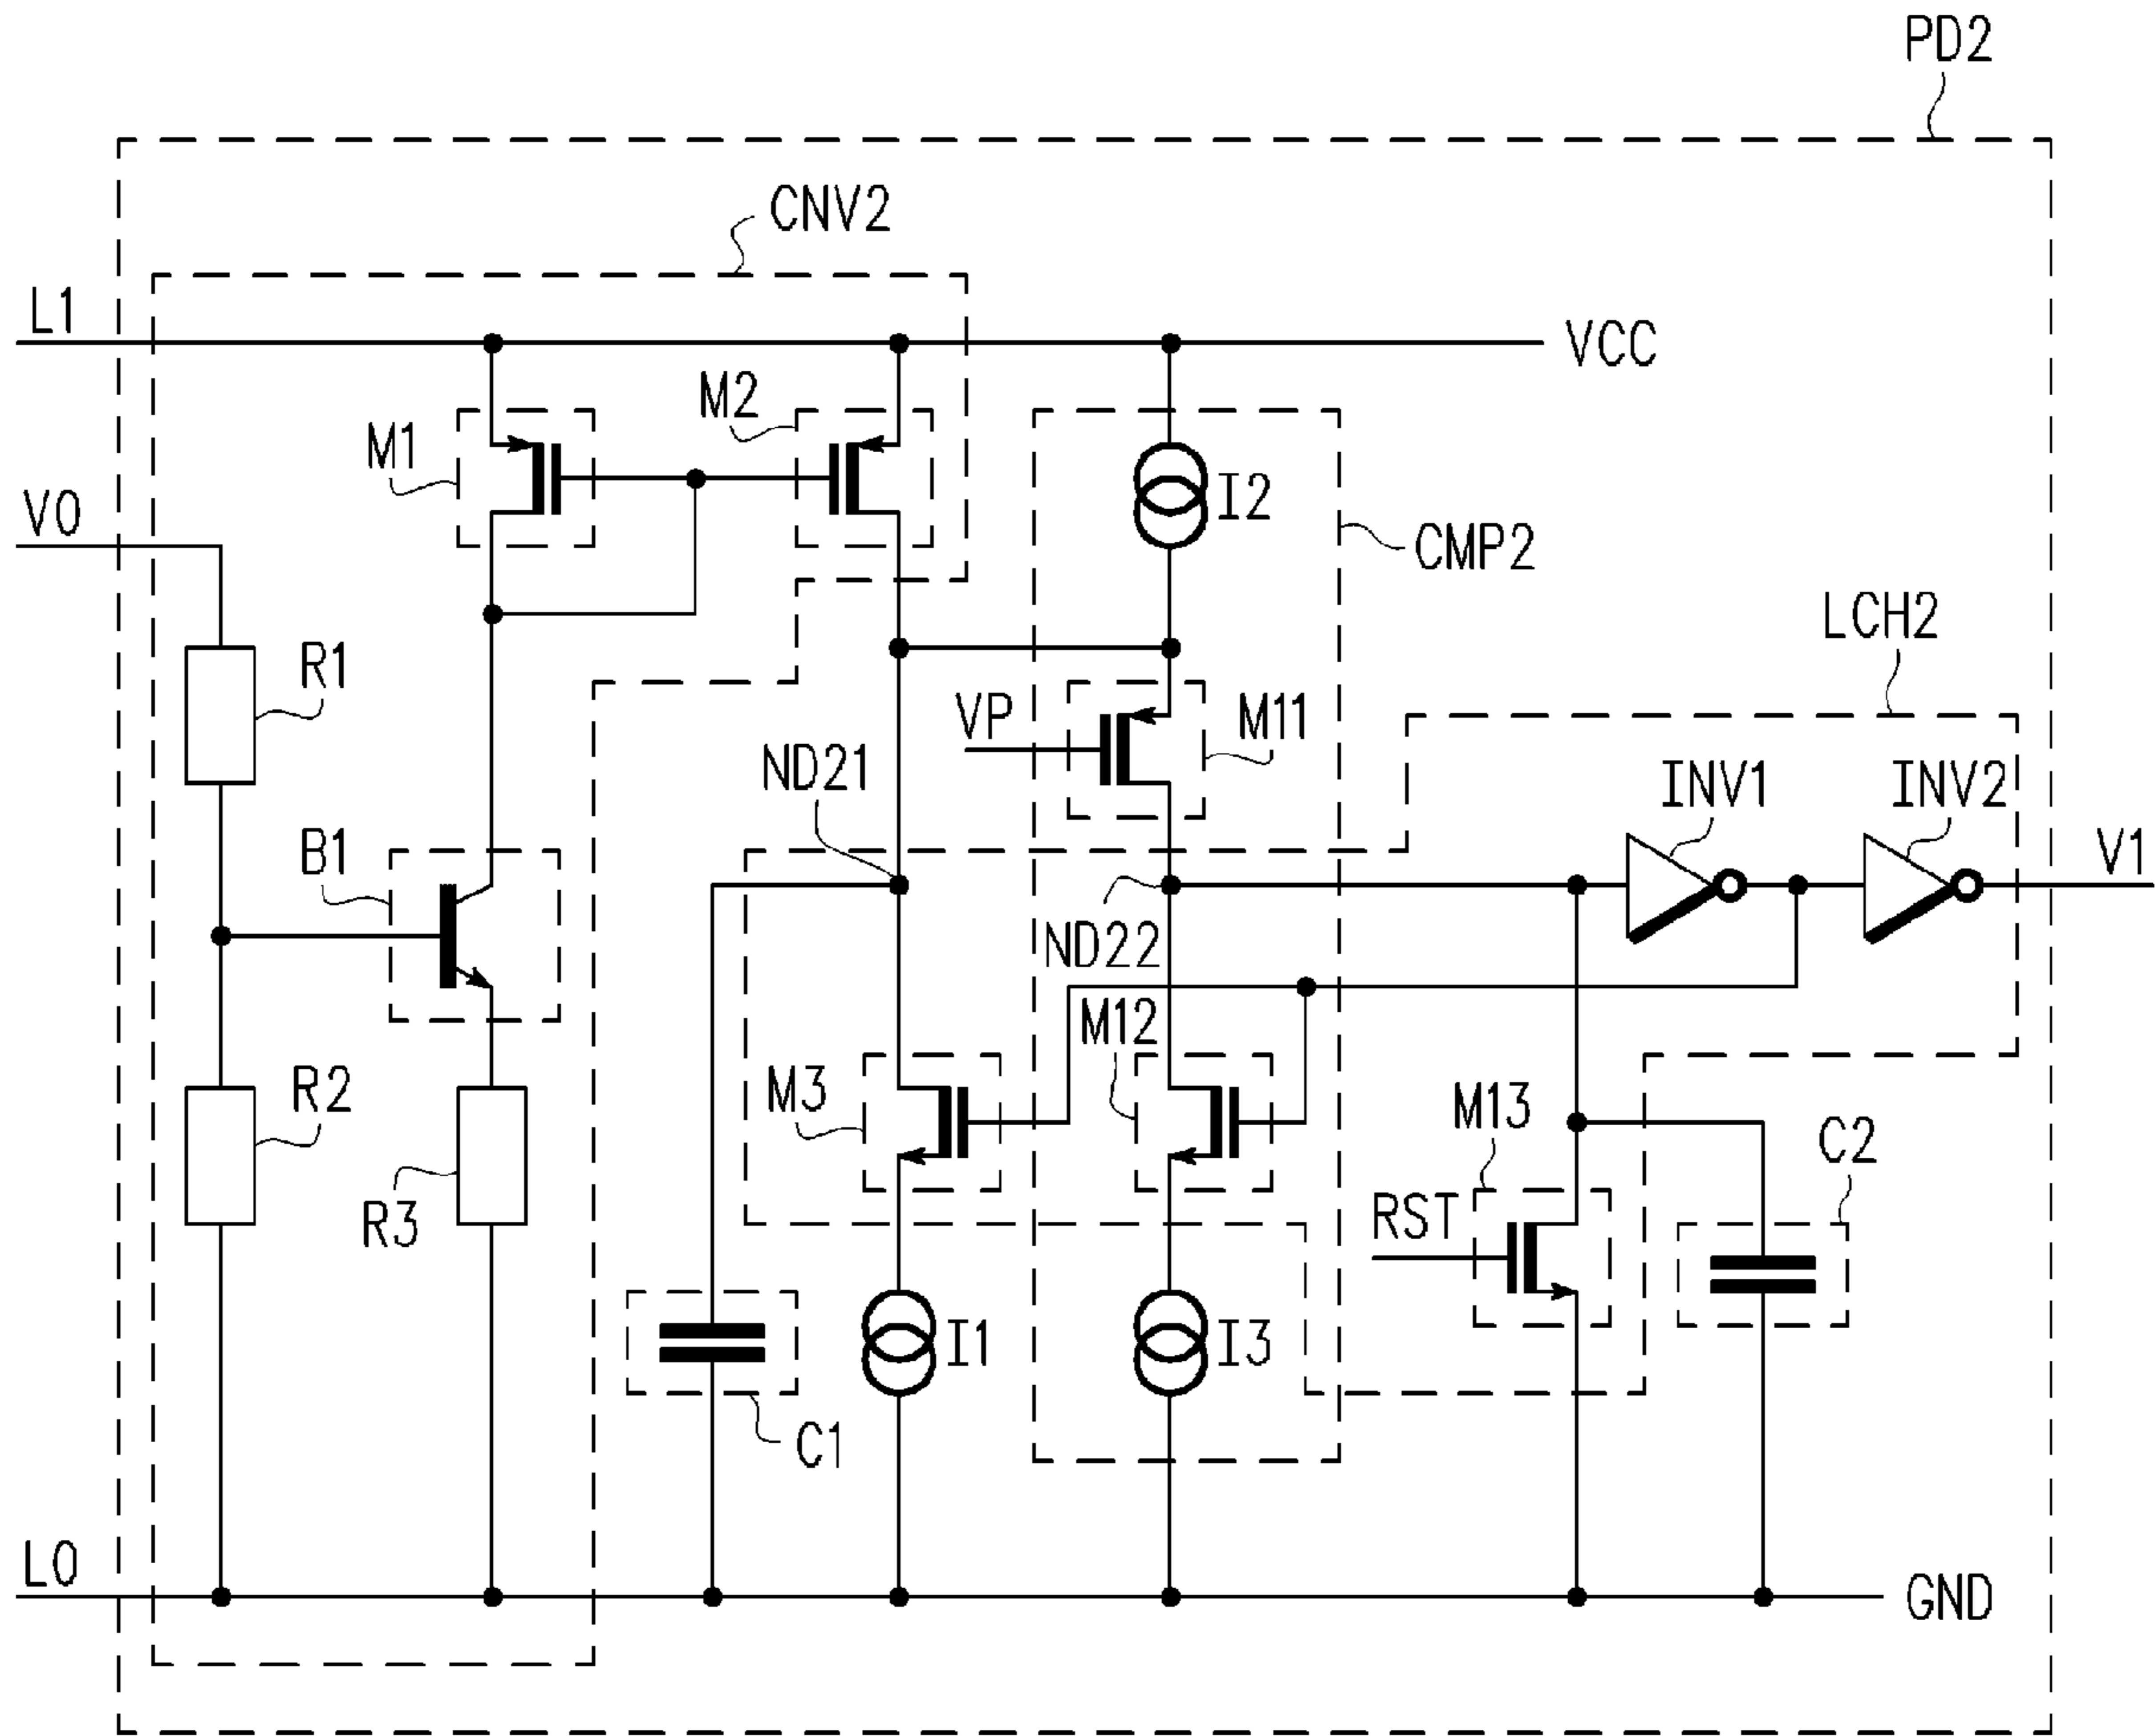 PD2
CNV2
L1
VCC
M2
M1
V0
I2
CMP2
LCH2
R1
VP
M11
ND21
INV1
INV2
B1
V1
ND22
M12
R2
M3
M13
C2
R3
RST
I1
I3
C1
L0
GND